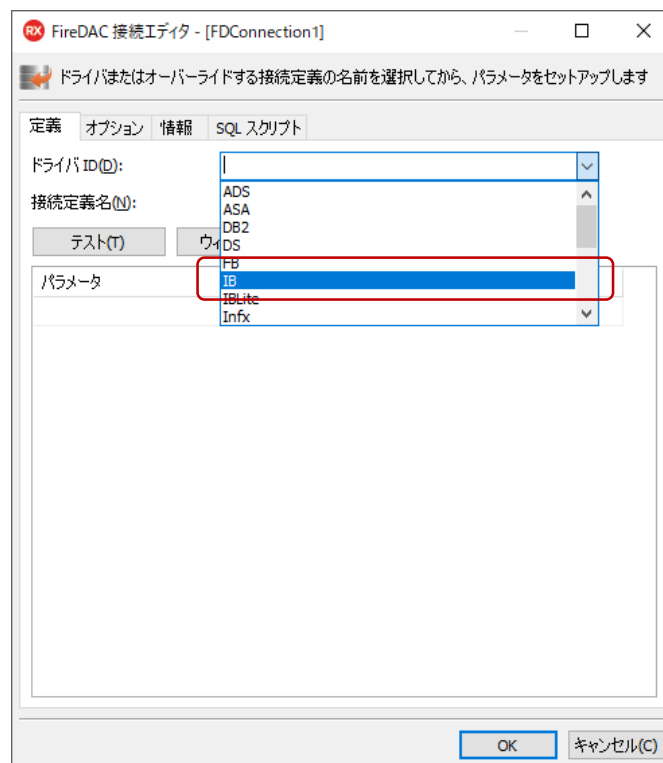 RX FireDAC 接続エディタ - [FDConnection1]
ドライバまたはオーバーライドする接続定義の名前を選択してから、パラメータをセットアップします
定義 オプション 情報 SQL スクリプト
ドライバ ID(D):
接続定義名(N):
ADS
ASA
DB2
DS
FB
IB
IBLite
Infx
テスト(T)
パラメータ
OK キャンセル(C)